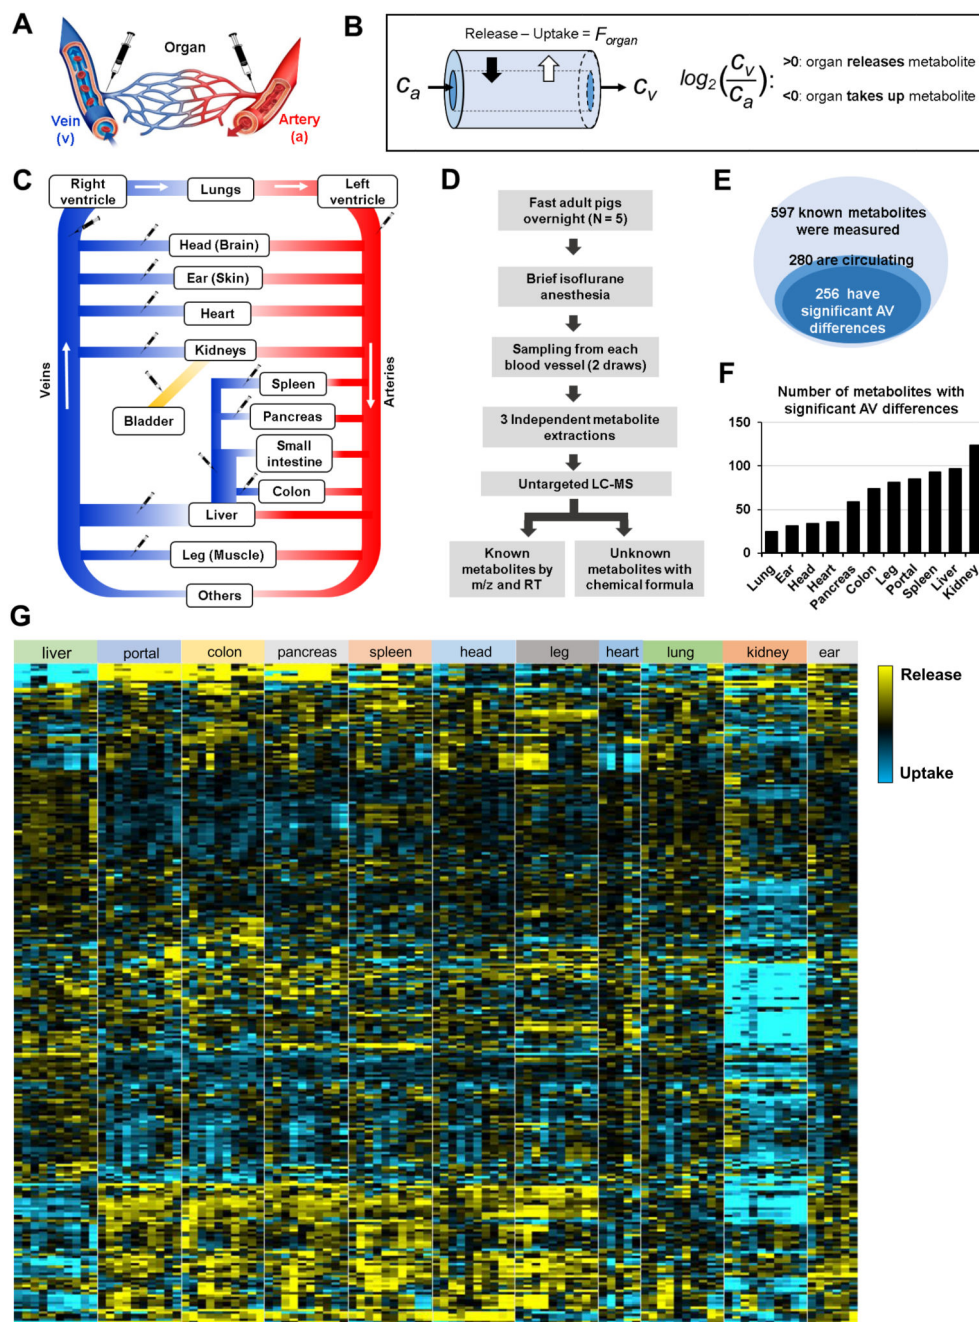 A
Organ
Vein
(v)
Artery
(a)
B
Release – Uptake = F_organ
C_a
C_v
log₂(C_v/C_a):
>0: organ releases metabolite
<0: organ takes up metabolite
C
Right
ventricle
Lungs
Left
ventricle
Head (Brain)
Ear (Skin)
Heart
Kidneys
Spleen
Pancreas
Bladder
Small
intestine
Colon
Liver
Leg (Muscle)
Others
Veins
Arteries
D
Fast adult pigs
overnight (N = 5)
Brief isoflurane
anesthesia
Sampling from each
blood vessel (2 draws)
3 Independent metabolite
extractions
Untargeted LC-MS
Known
metabolites by
m/z and RT
Unknown
metabolites with
chemical formula
E
597 known metabolites
were measured
280 are circulating
256 have
significant AV
differences
F
Number of metabolites with
significant AV differences
150
100
50
0
Lung
Ear
Head
Heart
Pancreas
Colon
Leg
Portal
Spleen
Liver
Kidney
G
liver portal colon pancreas spleen head leg heart lung kidney ear
Release
Uptake